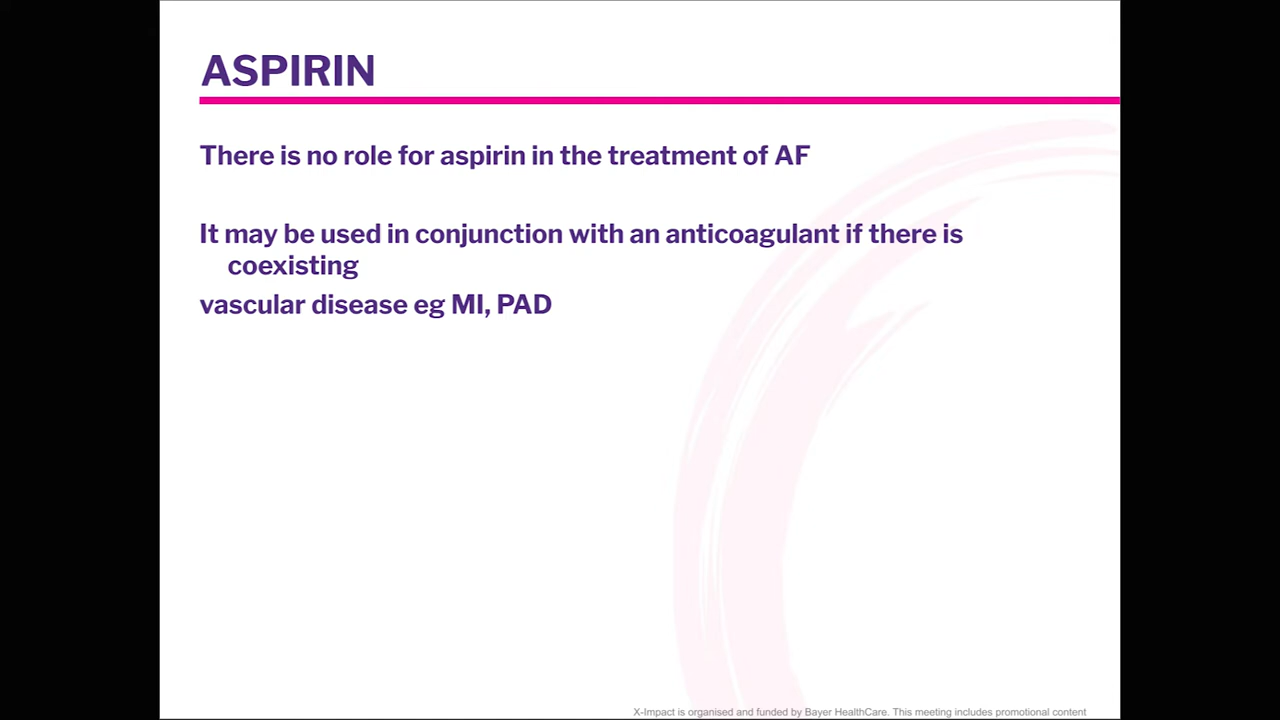 ASPIRIN
There is no role for aspirin in the treatment of AF
It may be used in conjunction with an anticoagulant if there is
coexisting
vascular disease eg MI, PAD
X-Impact is organised and funded by Bayer HealthCare. This meeting includes promotional content